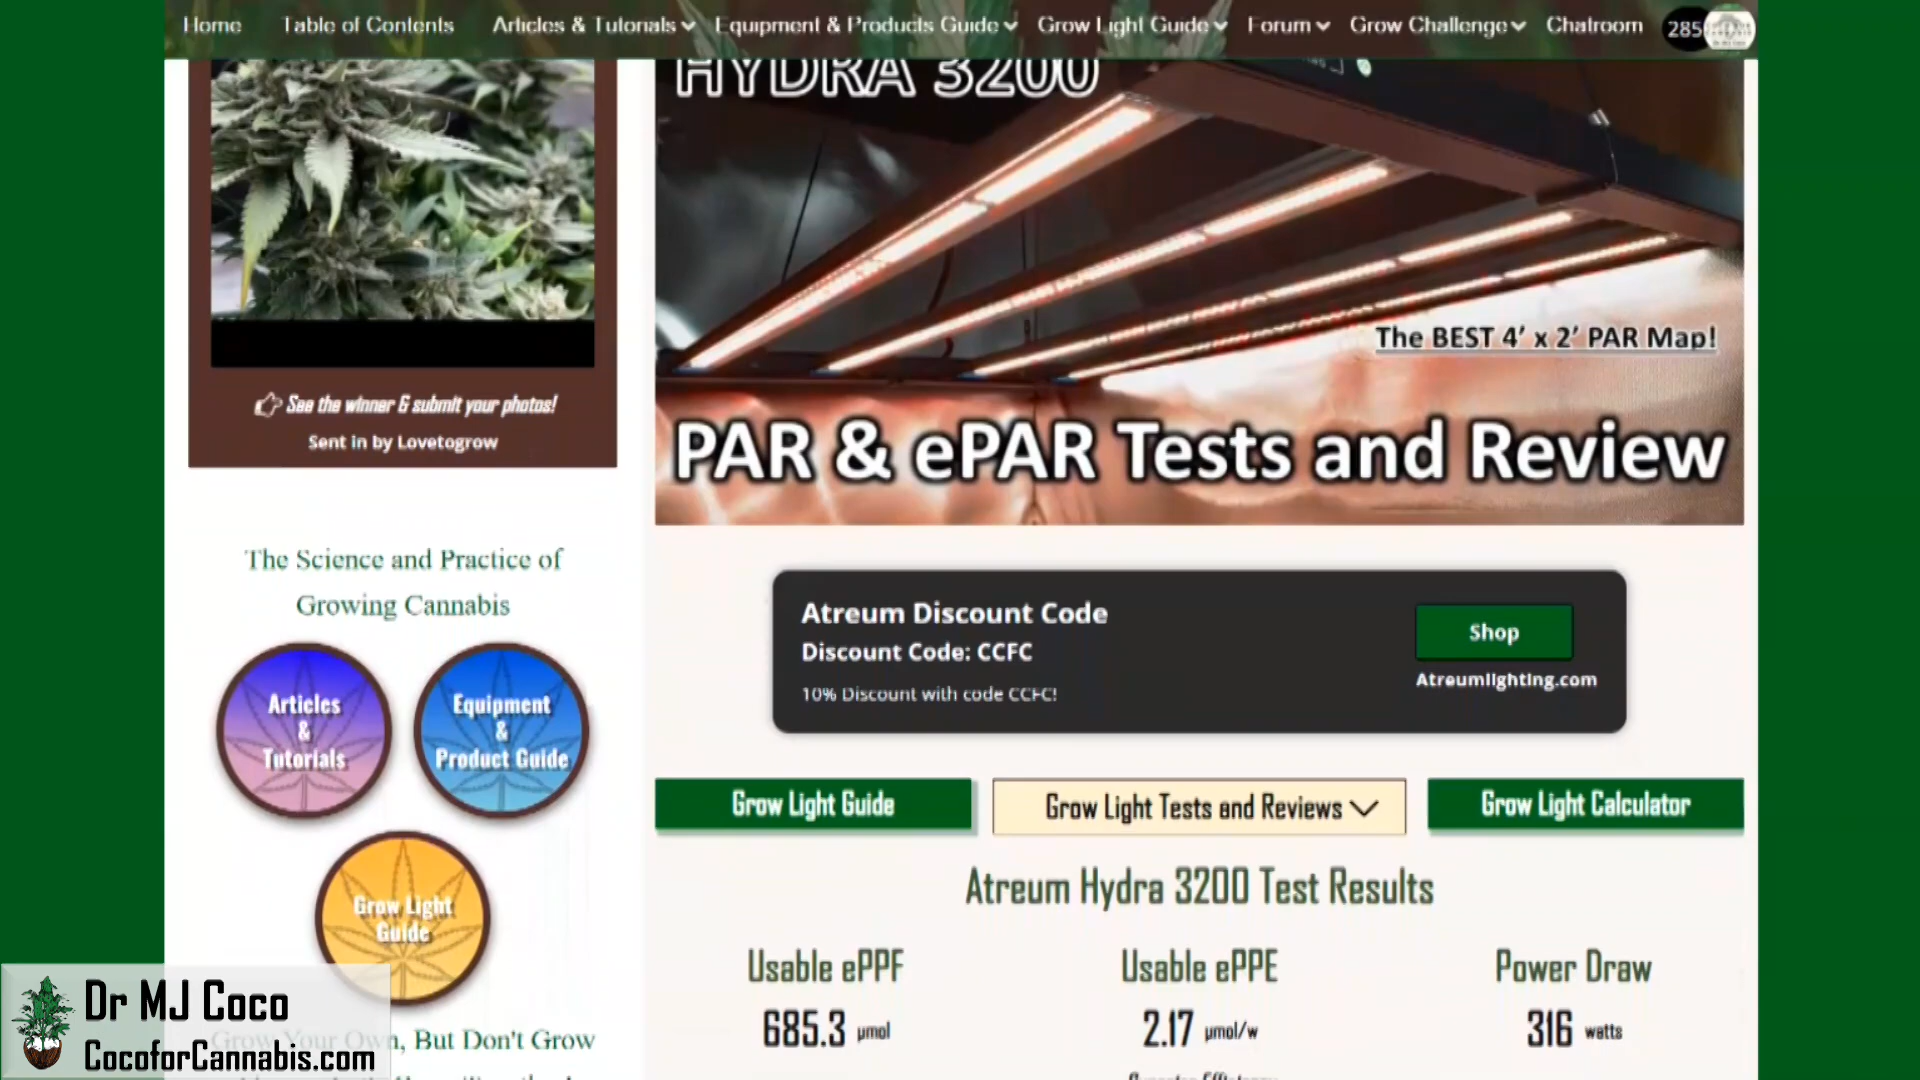 Home Table of Contents Articles & Tutorials Equipment & Products Guide Grow Light Guide Forum Grow Challenge Chatroom 285
HYDRA 3200
The BEST 4' x 2' PAR Map!
PAR & ePAR Tests and Review
See the winner & submit your photos!
Sent in by Lovetogrow
The Science and Practice of
Growing Cannabis
Articles
&
Tutorials
Equipment
&
Product Guide
Grow Light
Guide
Grow Your Own, But Don't Grow
Atreum Discount Code
Discount Code: CCFC
10% Discount with code CCFC!
Shop
Atreumlighting.com
Grow Light Guide
Grow Light Tests and Reviews
Grow Light Calculator
Atreum Hydra 3200 Test Results
Usable ePPF
685.3 µmol
Usable ePPE
2.17 µmol/w
Power Draw
316 watts
Dr MJ Coco
CocoforCannabis.com